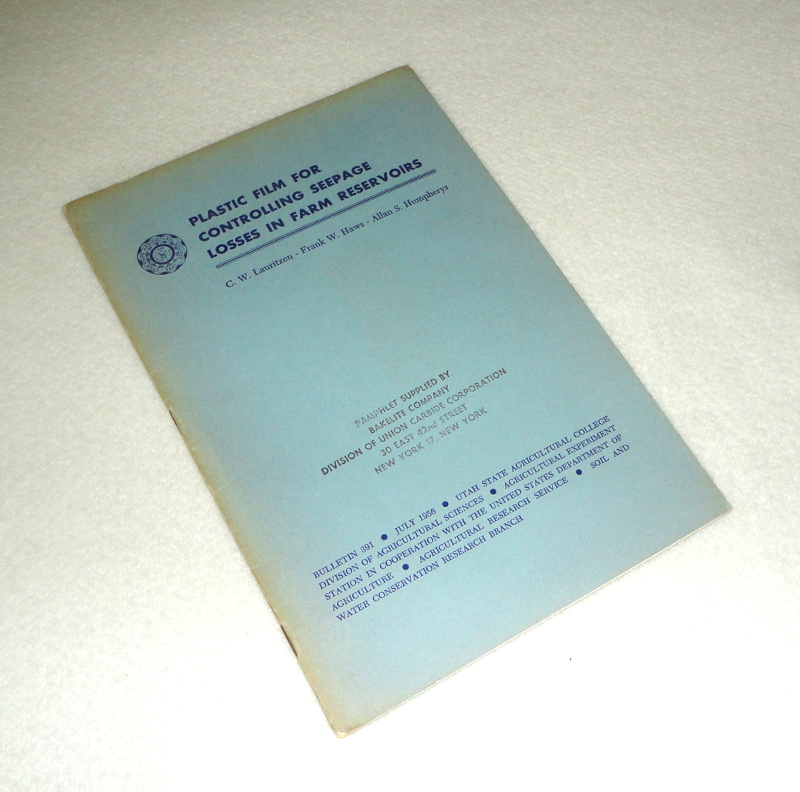 PLASTIC FILM FOR
CONTROLLING SEEPAGE
LOSSES IN FARM RESERVOIRS
C. W. Lauritzen - Frank W. Haws - Allan S. Humpherys
PAMPHLET SUPPLIED BY
BAKELITE COMPANY
DIVISION OF UNION CARBIDE CORPORATION
30 EAST 42nd STREET
NEW YORK 17, NEW YORK
BULLETIN 391 ● JULY 1956 ● UTAH STATE AGRICULTURAL COLLEGE
DIVISION OF AGRICULTURAL SCIENCES ● AGRICULTURAL EXPERIMENT
STATION IN COOPERATION WITH THE UNITED STATES DEPARTMENT OF
AGRICULTURE ● AGRICULTURAL RESEARCH SERVICE ● SOIL AND
WATER CONSERVATION RESEARCH BRANCH